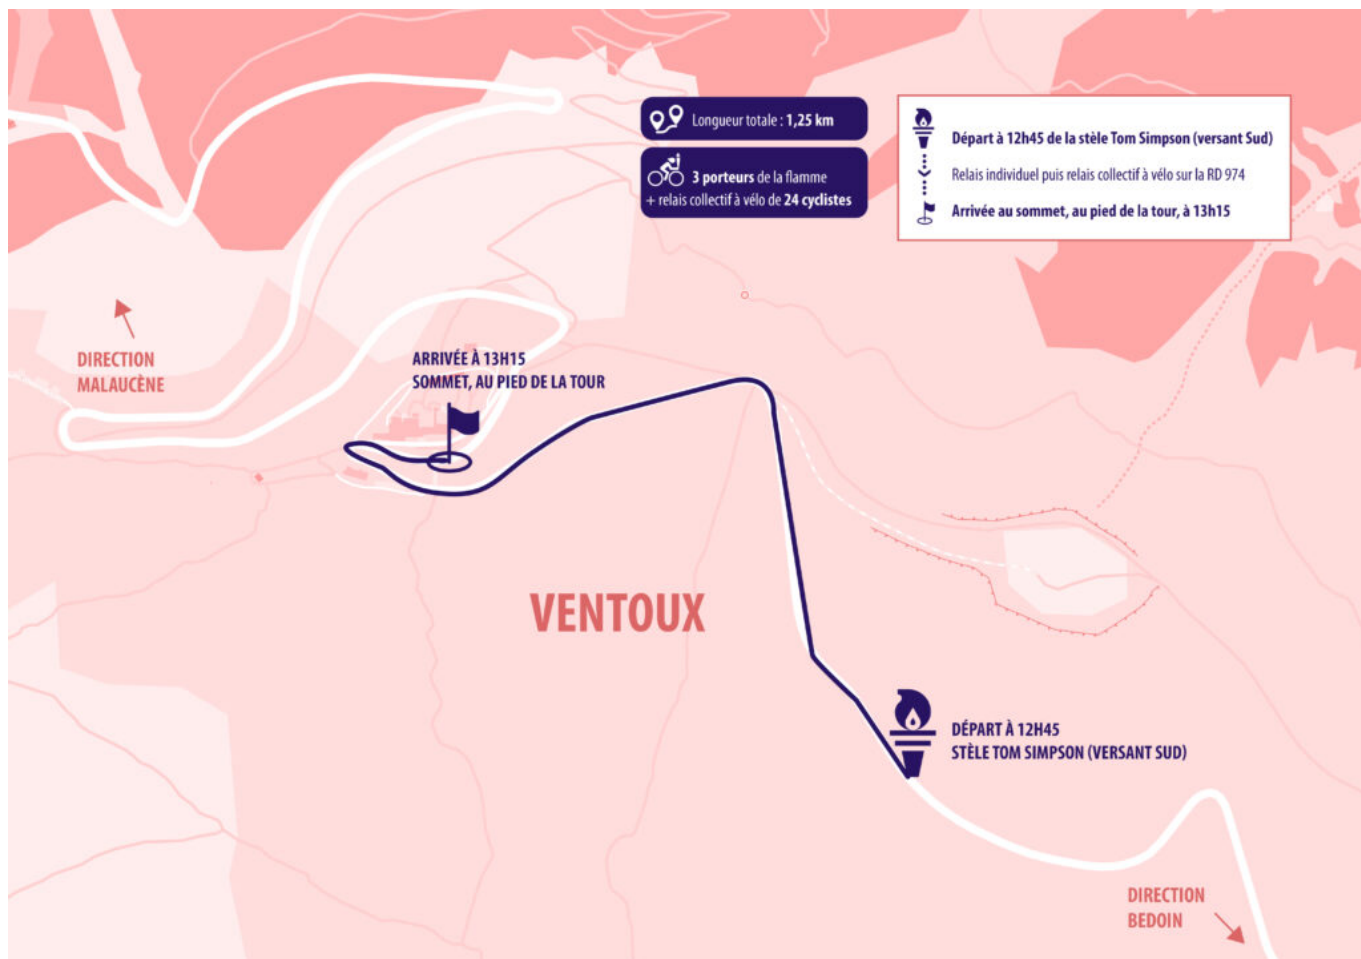 Longueur totale : 1,25 km
3 porteurs de la flamme
+ relais collectif à vélo de 24 cyclistes
Départ à 12h45 de la stèle Tom Simpson (versant Sud)
Relais individuel puis relais collectif à vélo sur la RD 974
Arrivée au sommet, au pied de la tour, à 13h15
DIRECTION
MALAUCÈNE
ARRIVÉE À 13H15
SOMMET, AU PIED DE LA TOUR
VENTOUX
DÉPART À 12H45
STÈLE TOM SIMPSON (VERSANT SUD)
DIRECTION
BEDOIN